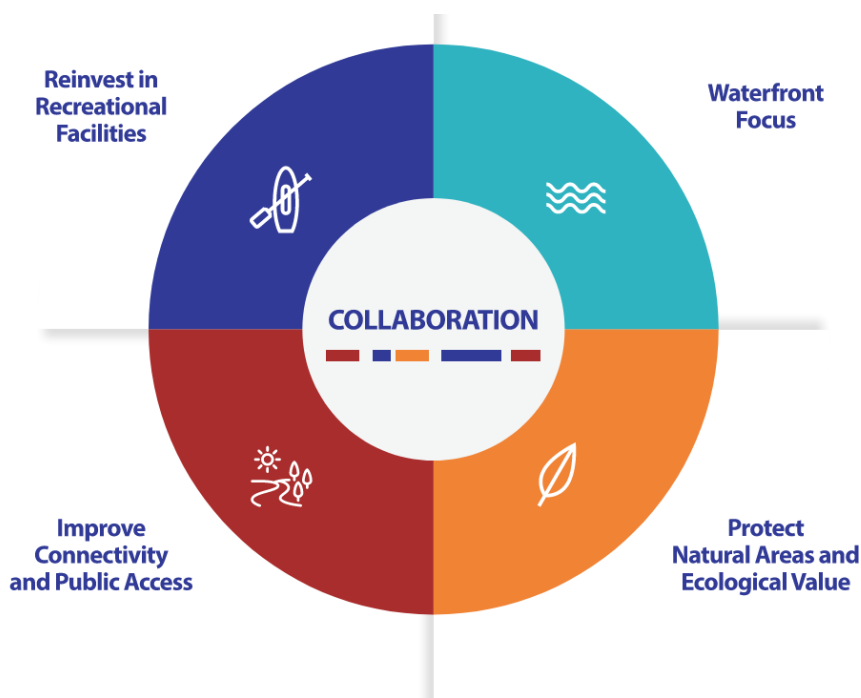 Reinvest in
Recreational
Facilities
Waterfront
Focus
COLLABORATION
Improve
Connectivity
and Public Access
Protect
Natural Areas and
Ecological Value